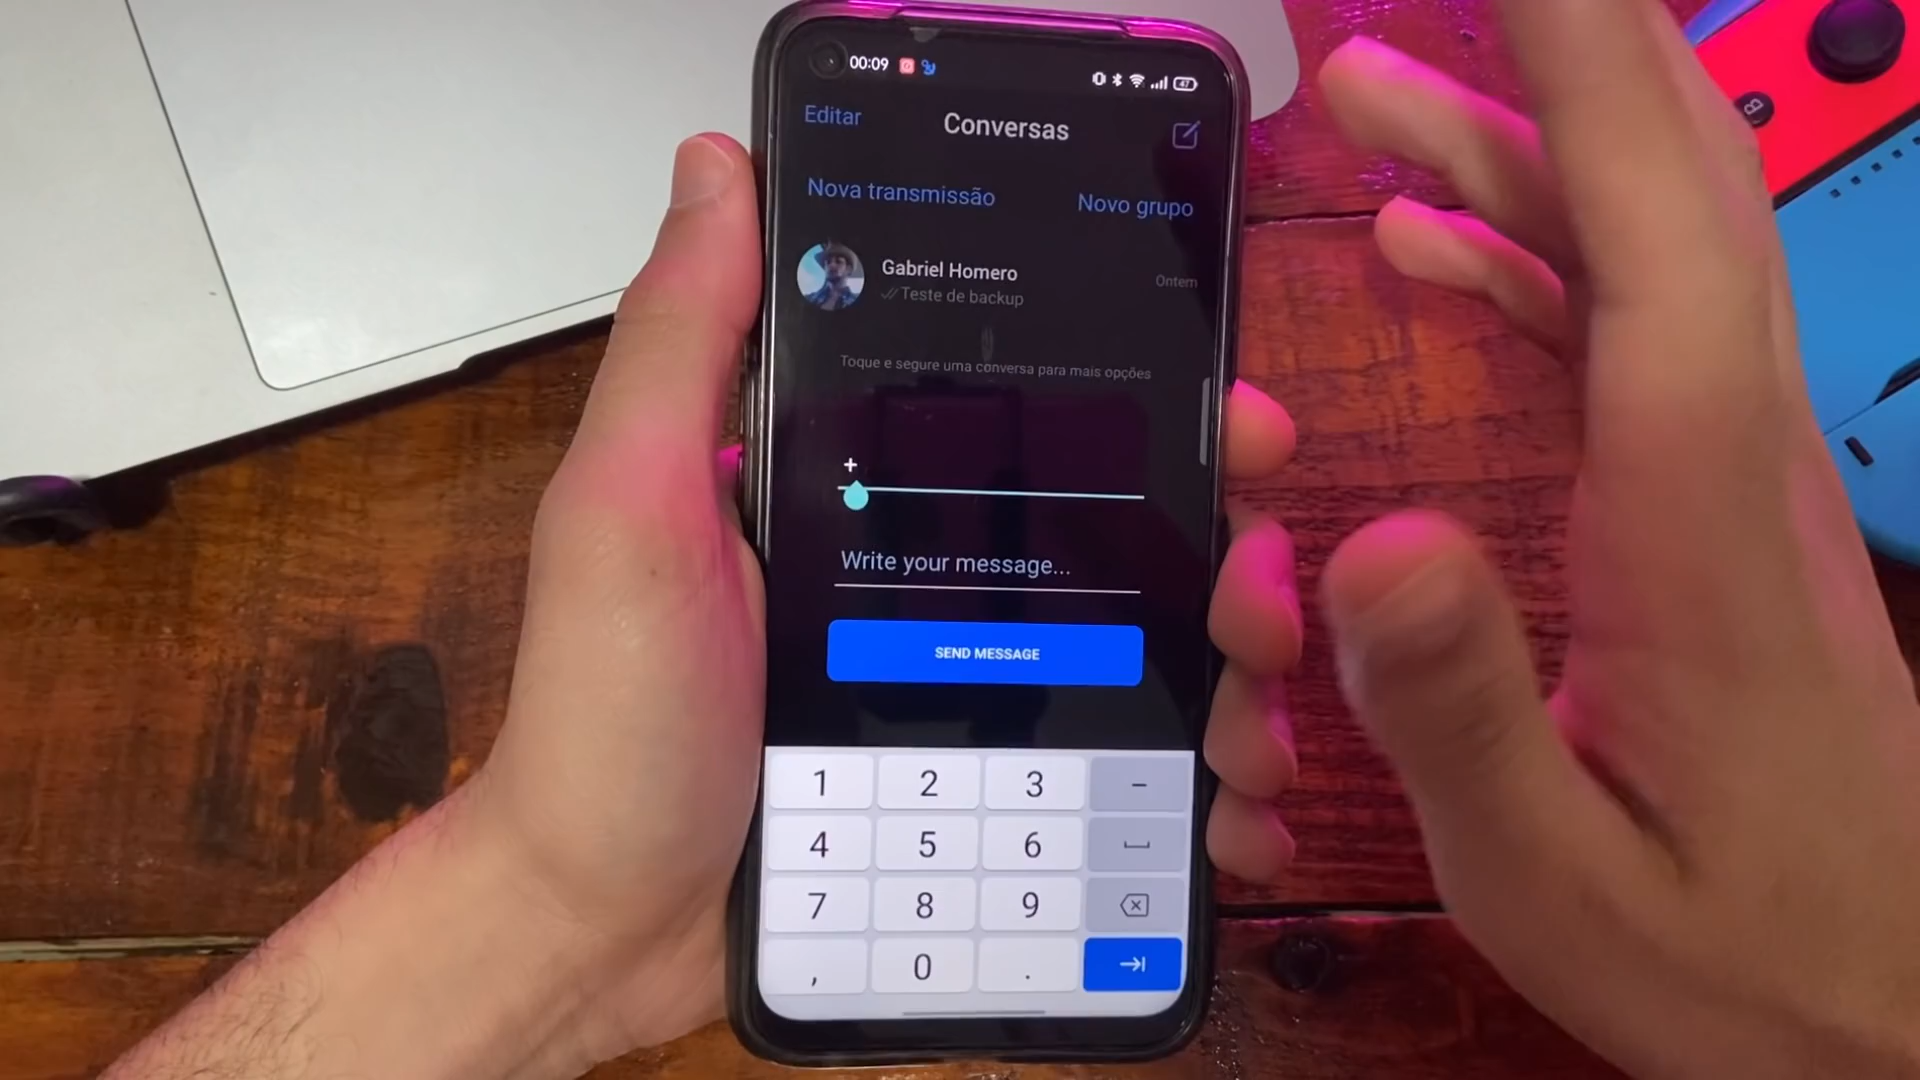 00:09
47
Editar
Conversas
Nova transmissão
Novo grupo
Gabriel Homero
Ontem
Teste de backup
Toque e segure uma conversa para mais opções
+
Write your message...
SEND MESSAGE
1 2 3 -
4 5 6
7 8 9
, 0 .
B